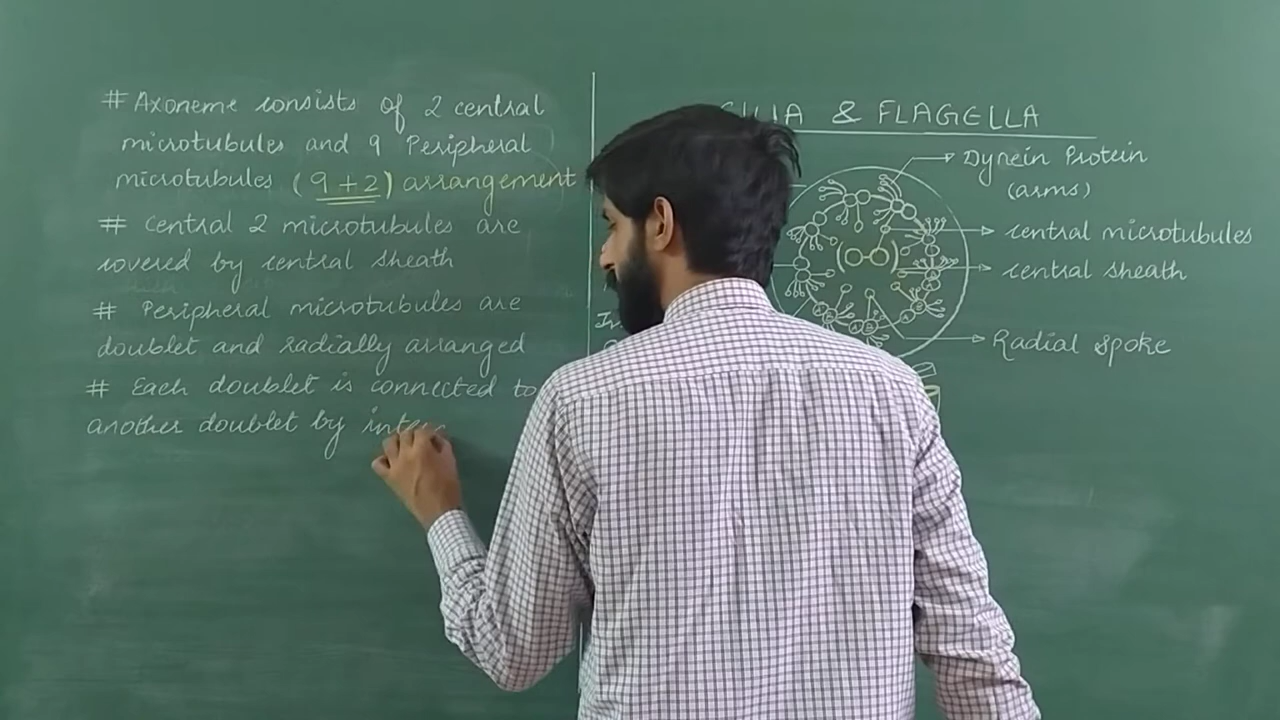 # Axoneme consists of 2 central
microtubules and 9 Peripheral
microtubules (9+2) arrangement
# Central 2 microtubules are
covered by central sheath
# Peripheral microtubules are
doublet and radially arranged
# Each doublet is connected to
another doublet by inter
CILIA & FLAGELLA
Dynein Protein
(arms)
central microtubules
central sheath
Radial spoke